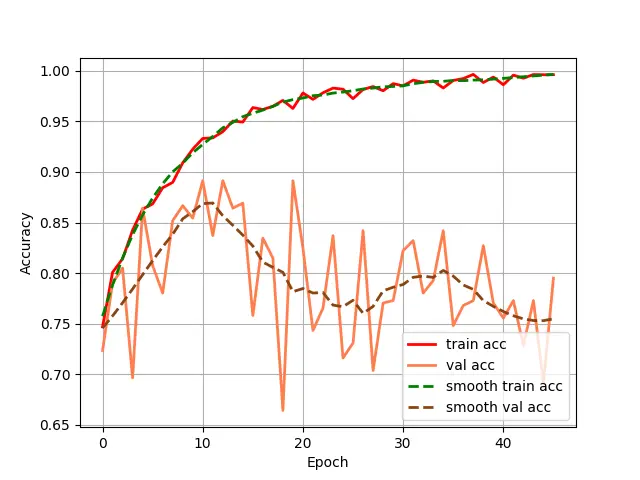 1.00
0.95
0.90
0.85
0.80
0.75
0.70
0.65
Accuracy
train acc
val acc
smooth train acc
smooth val acc
0 10 20 30 40
Epoch